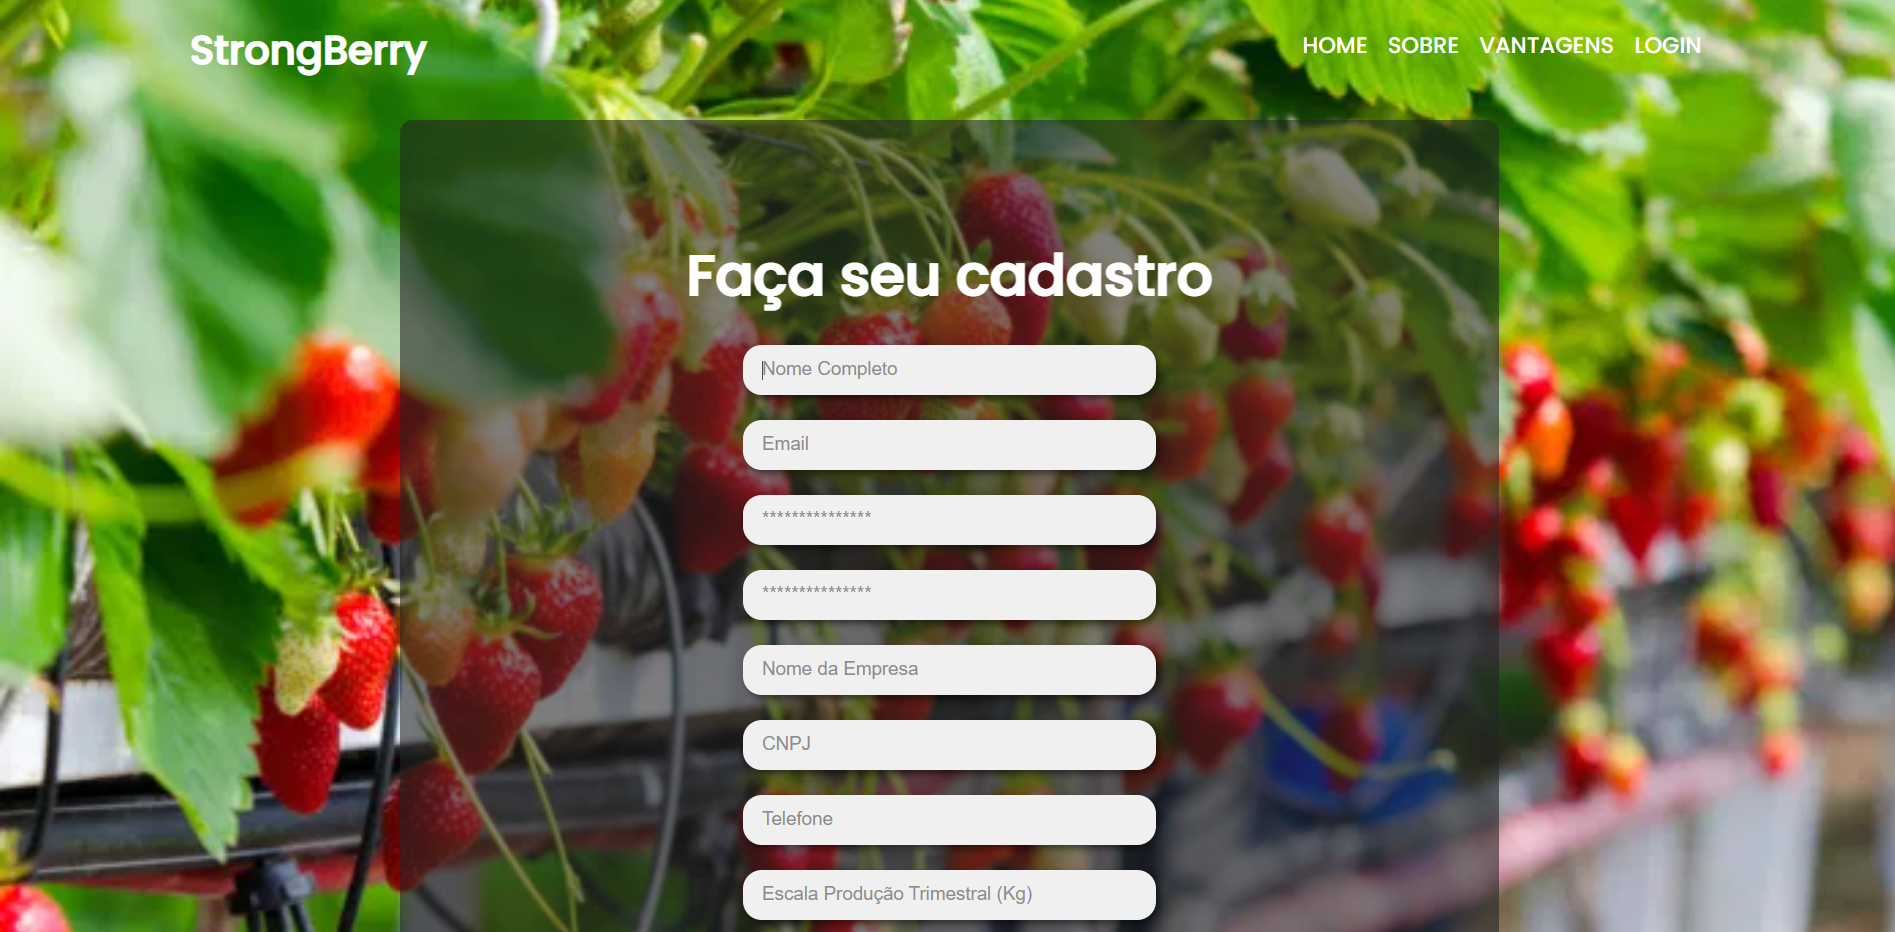 StrongBerry
HOME SOBRE VANTAGENS LOGIN
Faça seu cadastro
Nome Completo
Email
***************
***************
Nome da Empresa
CNPJ
Telefone
Escala Produção Trimestral (Kg)